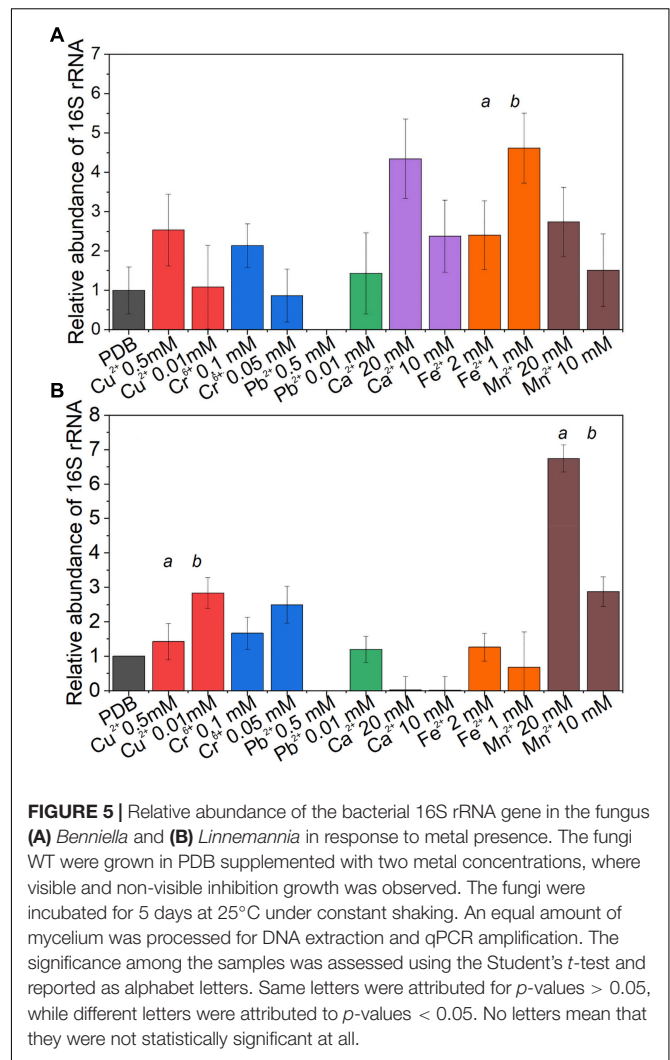 A
Relative abundance of 16S rRNA
7
6
5
4
3
2
1
0
a b
PDB
Cu²⁺ 0,5mM
Cu²⁺ 0.01mM
Cr⁶⁺ 0.1 mM
Cr⁶⁺ 0.05 mM
Pb²⁺ 0,5 mM
Pb²⁺ 0.01 mM
Ca²⁺ 20 mM
Ca²⁺ 10 mM
Fe²⁺ 2 mM
Fe²⁺ 1 mM
Mn²⁺ 20 mM
Mn²⁺ 10 mM
B
Relative abundance of 16S rRNA
8
7
6
5
4
3
2
1
0
a b
a b
PDB
Cu²⁺ 0,5mM
Cu²⁺ 0.01mM
Cr⁶⁺ 0.1 mM
Cr⁶⁺ 0.05 mM
Pb²⁺ 0,5 mM
Pb²⁺ 0.01 mM
Ca²⁺ 20 mM
Ca²⁺ 10 mM
Fe²⁺ 2 mM
Fe²⁺ 1 mM
Mn²⁺ 20 mM
Mn²⁺ 10 mM
FIGURE 5 | Relative abundance of the bacterial 16S rRNA gene in the fungus
(A) Benniella and (B) Linnemannia in response to metal presence. The fungi
WT were grown in PDB supplemented with two metal concentrations, where
visible and non-visible inhibition growth was observed. The fungi were
incubated for 5 days at 25°C under constant shaking. An equal amount of
mycelium was processed for DNA extraction and qPCR amplification. The
significance among the samples was assessed using the Student's t-test and
reported as alphabet letters. Same letters were attributed for p-values > 0.05,
while different letters were attributed to p-values < 0.05. No letters mean that
they were not statistically significant at all.